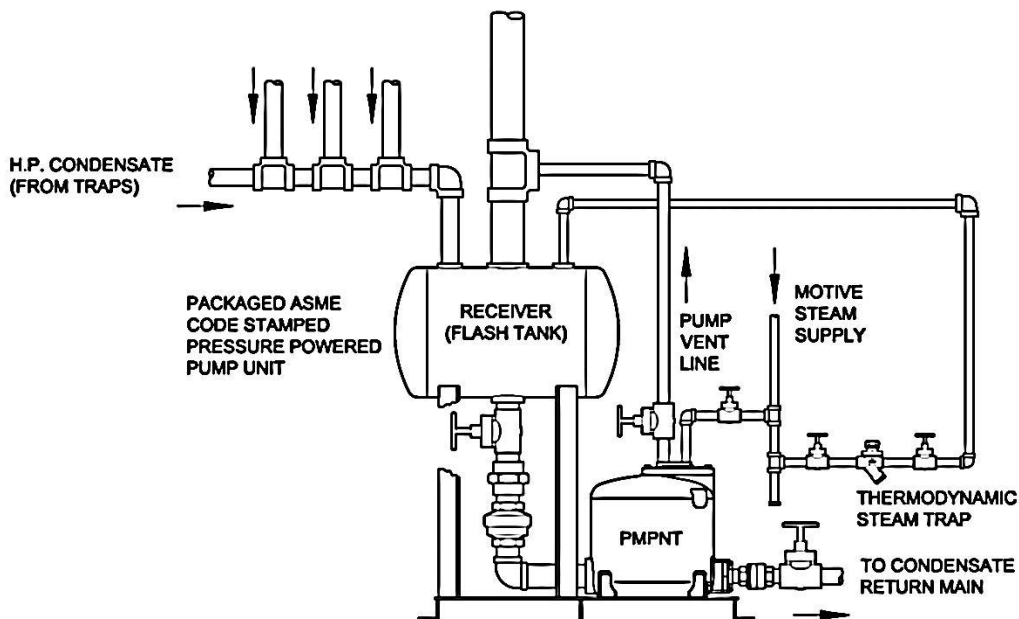 H.P. CONDENSATE
(FROM TRAPS)
PACKAGED ASME
CODE STAMPED
PRESSURE POWERED
PUMP UNIT
RECEIVER
(FLASH TANK)
PUMP
VENT
LINE
MOTIVE
STEAM
SUPPLY
THERMODYNAMIC
STEAM TRAP
PMPNT
TO CONDENSATE
RETURN MAIN